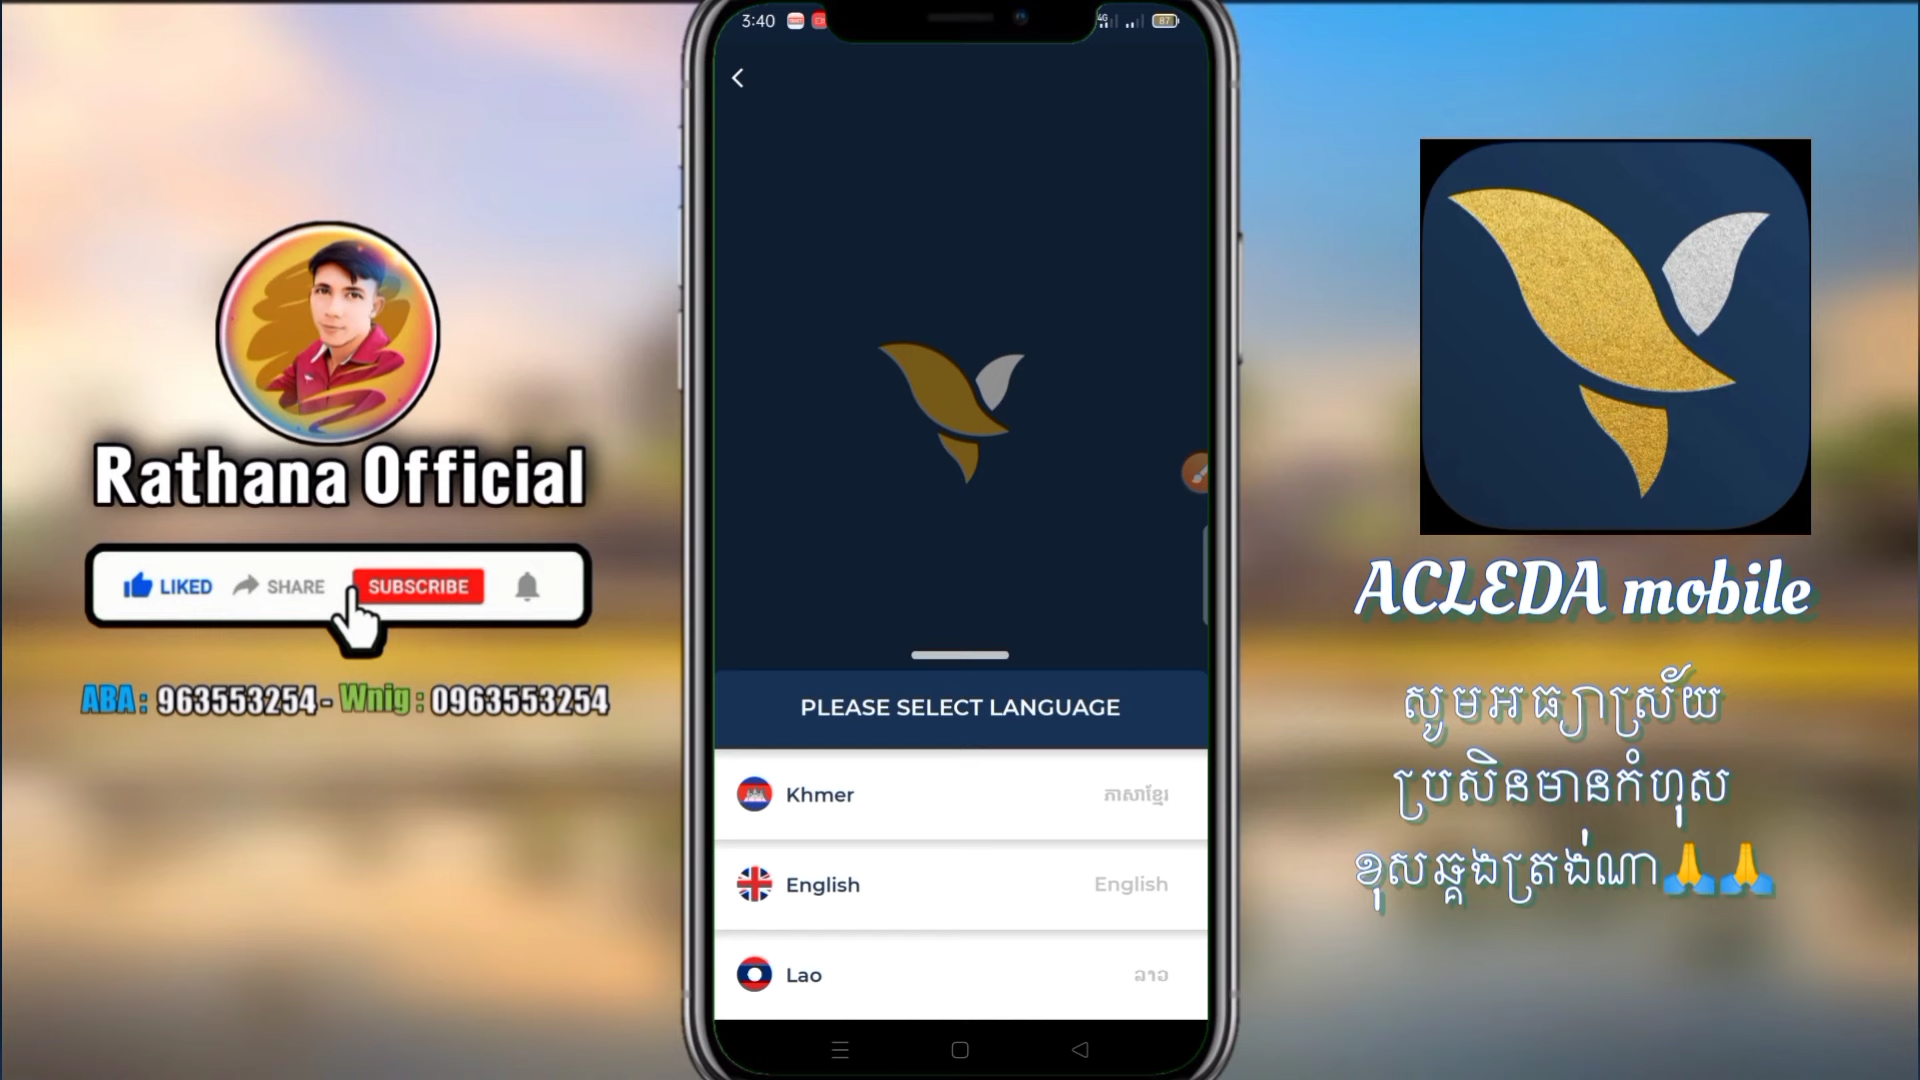 Rathana Official
LIKED SHARE SUBSCRIBE
ABA : 963553254 - Wnig : 0963553254
3:40 4G 87
PLEASE SELECT LANGUAGE
Khmer ភាសាខ្មែរ
English English
Lao ລາວ
ACLEDA mobile
សូមអធ្យាស្រ័យ
ប្រសិនមានកំហុស
ខុសឆ្គងត្រង់ណា🙏🙏